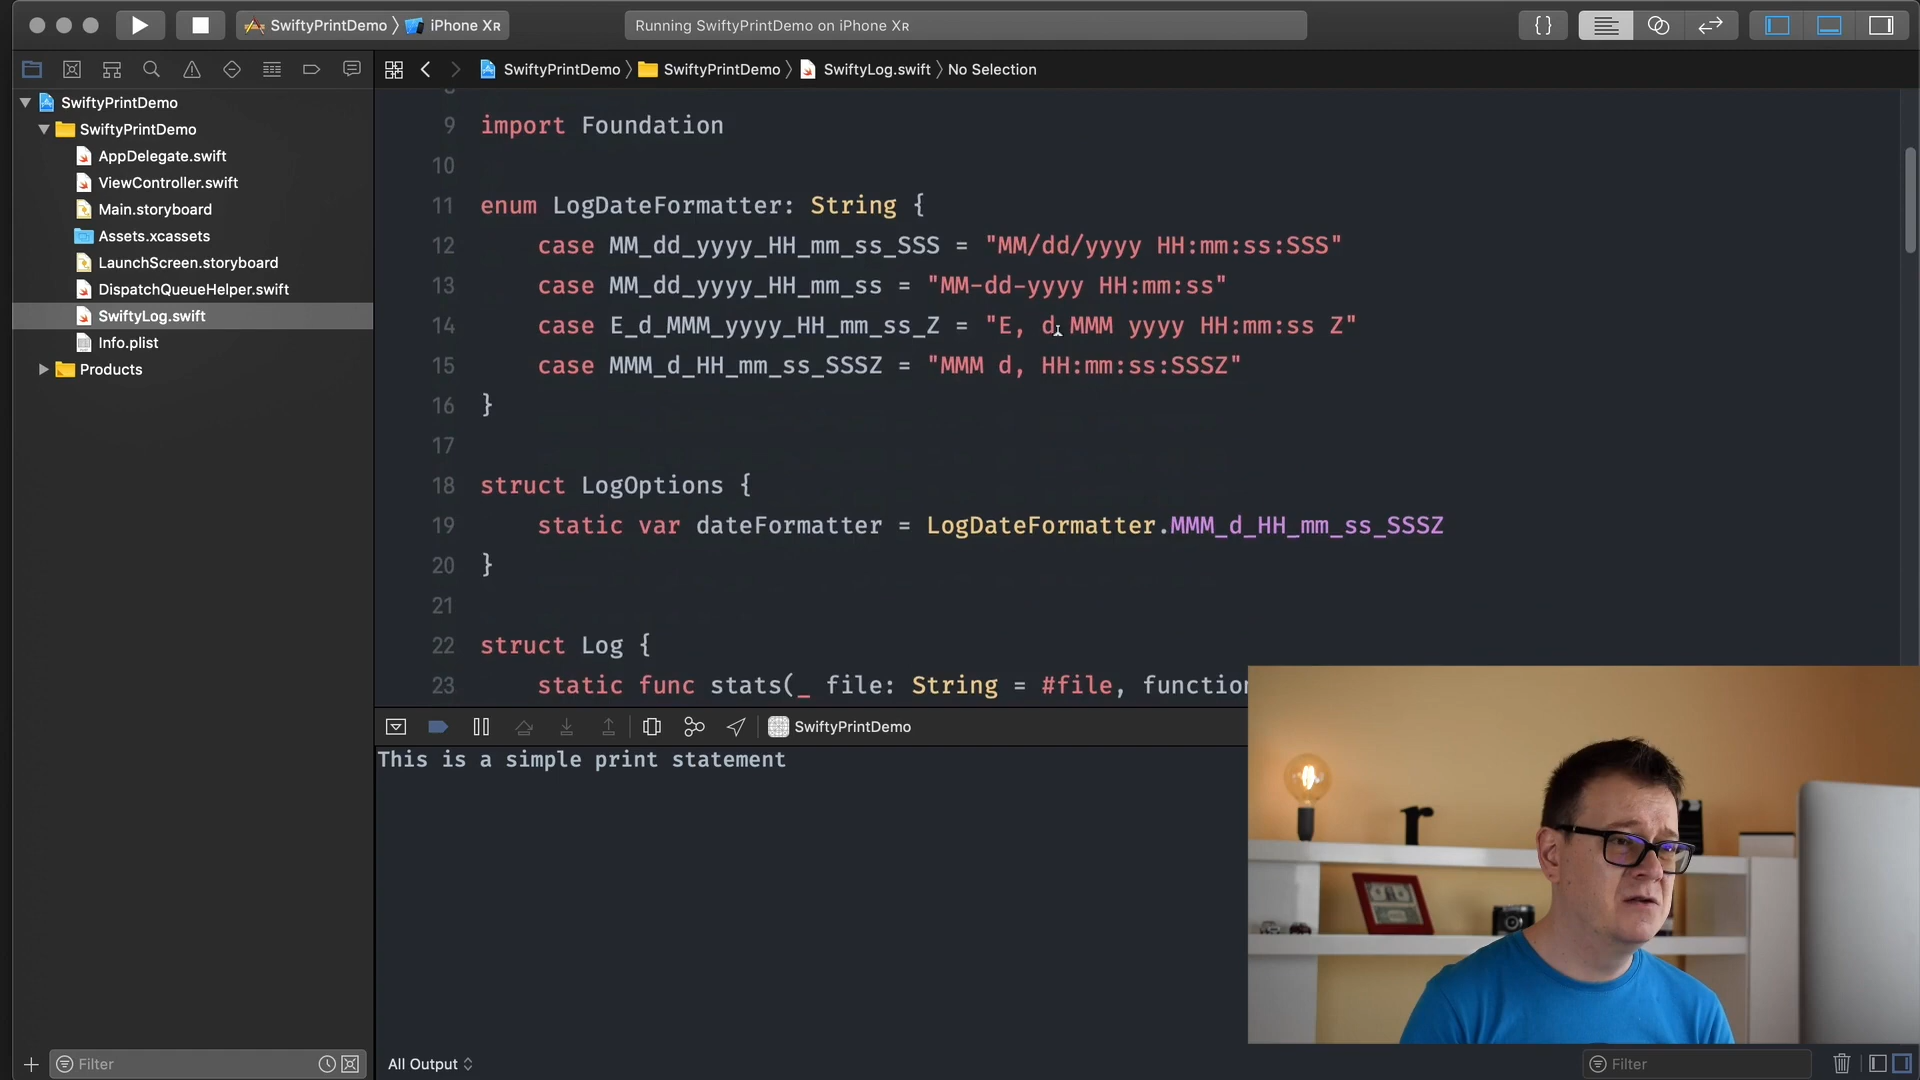 SwiftyPrintDemo 〉 iPhone XR
Running SwiftyPrintDemo on iPhone XR
{}
SwiftyPrintDemo 〉 SwiftyPrintDemo 〉 SwiftyLog.swift 〉 No Selection
SwiftyPrintDemo
SwiftyPrintDemo
AppDelegate.swift
ViewController.swift
Main.storyboard
Assets.xcassets
LaunchScreen.storyboard
DispatchQueueHelper.swift
SwiftyLog.swift
Info.plist
Products
9 import Foundation
10
11 enum LogDateFormatter: String {
12 case MM_dd_yyyy_HH_mm_ss_SSS = "MM/dd/yyyy HH:mm:ss:SSS"
13 case MM_dd_yyyy_HH_mm_ss = "MM-dd-yyyy HH:mm:ss"
14 case E_d_MMM_yyyy_HH_mm_ss_Z = "E, d MMM yyyy HH:mm:ss Z"
15 case MMM_d_HH_mm_ss_SSSZ = "MMM d, HH:mm:ss:SSSZ"
16 }
17
18 struct LogOptions {
19 static var dateFormatter = LogDateFormatter.MMM_d_HH_mm_ss_SSSZ
20 }
21
22 struct Log {
23 static func stats(_ file: String = #file, function
SwiftyPrintDemo
This is a simple print statement
Filter
All Output
Filter